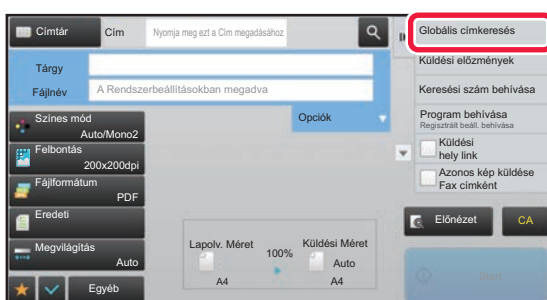 Címtár
Cím
Nyomja meg ezt a Cím megadásához
Tárgy
Fájlnév
A Rendszerbeállításokban megadva
Színes mód
Auto/Mono2
Opciók
Felbontás
200x200dpi
Fájlformátum
PDF
Eredeti
Megvilágítás
Auto
Egyéb
Lapolv. Méret
A4
100%
Küldési Méret
Auto
A4
Globális címkeresés
Küldési előzmények
Keresési szám behívása
Program behívása
Regisztrált beáll. behívása
Küldési
hely link
Azonos kép küldése
Fax címként
Előnézet
CA
Start